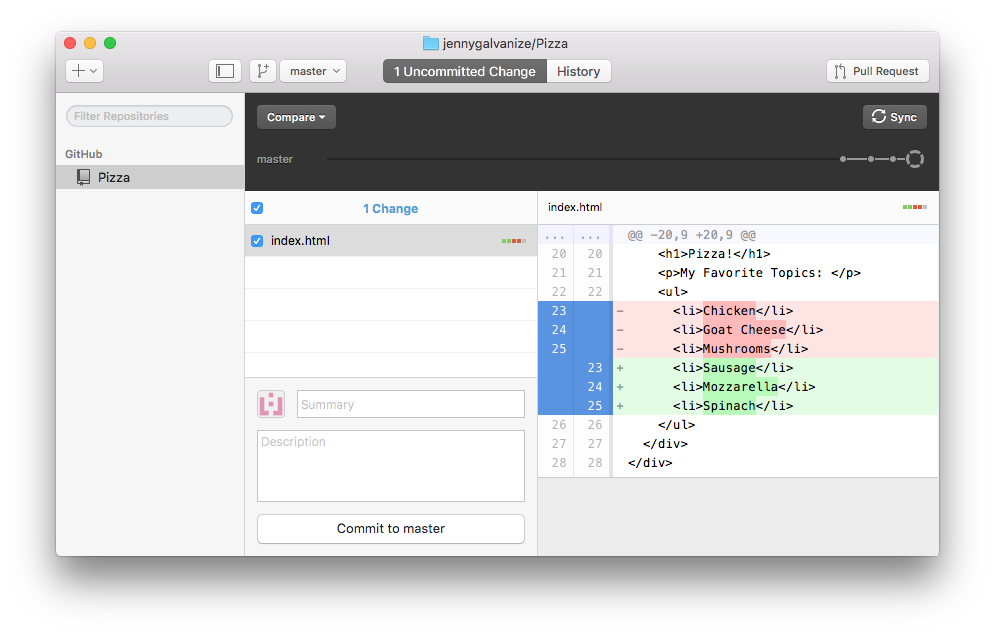 jennygalvanize/Pizza
master
1 Uncommitted Change
History
Pull Request
Filter Repositories
GitHub
Pizza
Compare
Sync
master
1 Change
index.html
Summary
Description
Commit to master
index.html
... ... @@ -20,9 +20,9 @@
20 20 <h1>Pizza!</h1>
21 21 <p>My Favorite Topics: </p>
22 22 <ul>
23 - <li>Chicken</li>
24 - <li>Goat Cheese</li>
25 - <li>Mushrooms</li>
23 + <li>Sausage</li>
24 + <li>Mozzarella</li>
25 + <li>Spinach</li>
26 26 </ul>
27 27 </div>
28 28 </div>